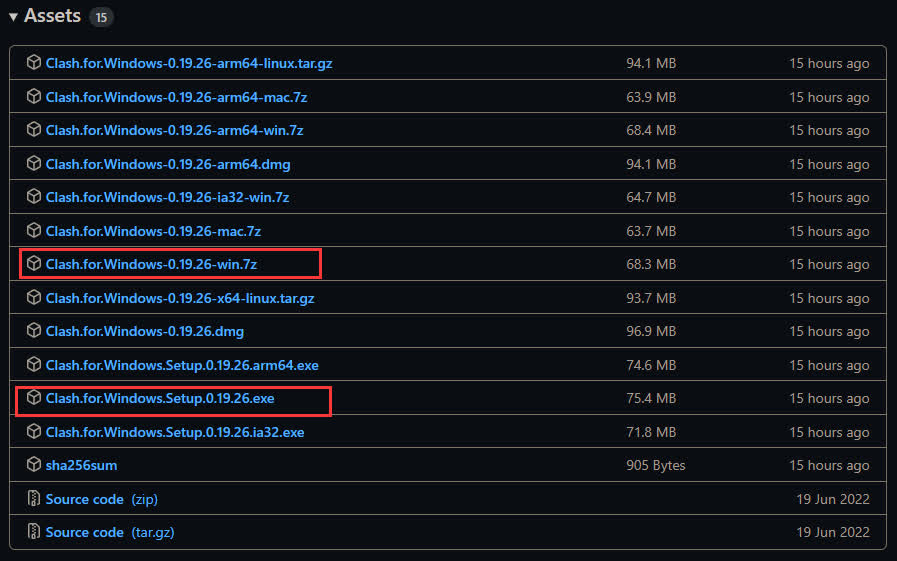 Assets 15
Clash.for.Windows-0.19.26-arm64-linux.tar.gz 94.1 MB 15 hours ago
Clash.for.Windows-0.19.26-arm64-mac.7z 63.9 MB 15 hours ago
Clash.for.Windows-0.19.26-arm64-win.7z 68.4 MB 15 hours ago
Clash.for.Windows-0.19.26-arm64.dmg 94.1 MB 15 hours ago
Clash.for.Windows-0.19.26-ia32-win.7z 64.7 MB 15 hours ago
Clash.for.Windows-0.19.26-mac.7z 63.7 MB 15 hours ago
Clash.for.Windows-0.19.26-win.7z 68.3 MB 15 hours ago
Clash.for.Windows-0.19.26-x64-linux.tar.gz 93.7 MB 15 hours ago
Clash.for.Windows-0.19.26.dmg 96.9 MB 15 hours ago
Clash.for.Windows.Setup.0.19.26.arm64.exe 74.6 MB 15 hours ago
Clash.for.Windows.Setup.0.19.26.exe 75.4 MB 15 hours ago
Clash.for.Windows.Setup.0.19.26.ia32.exe 71.8 MB 15 hours ago
sha256sum 905 Bytes 15 hours ago
Source code (zip) 19 Jun 2022
Source code (tar.gz) 19 Jun 2022